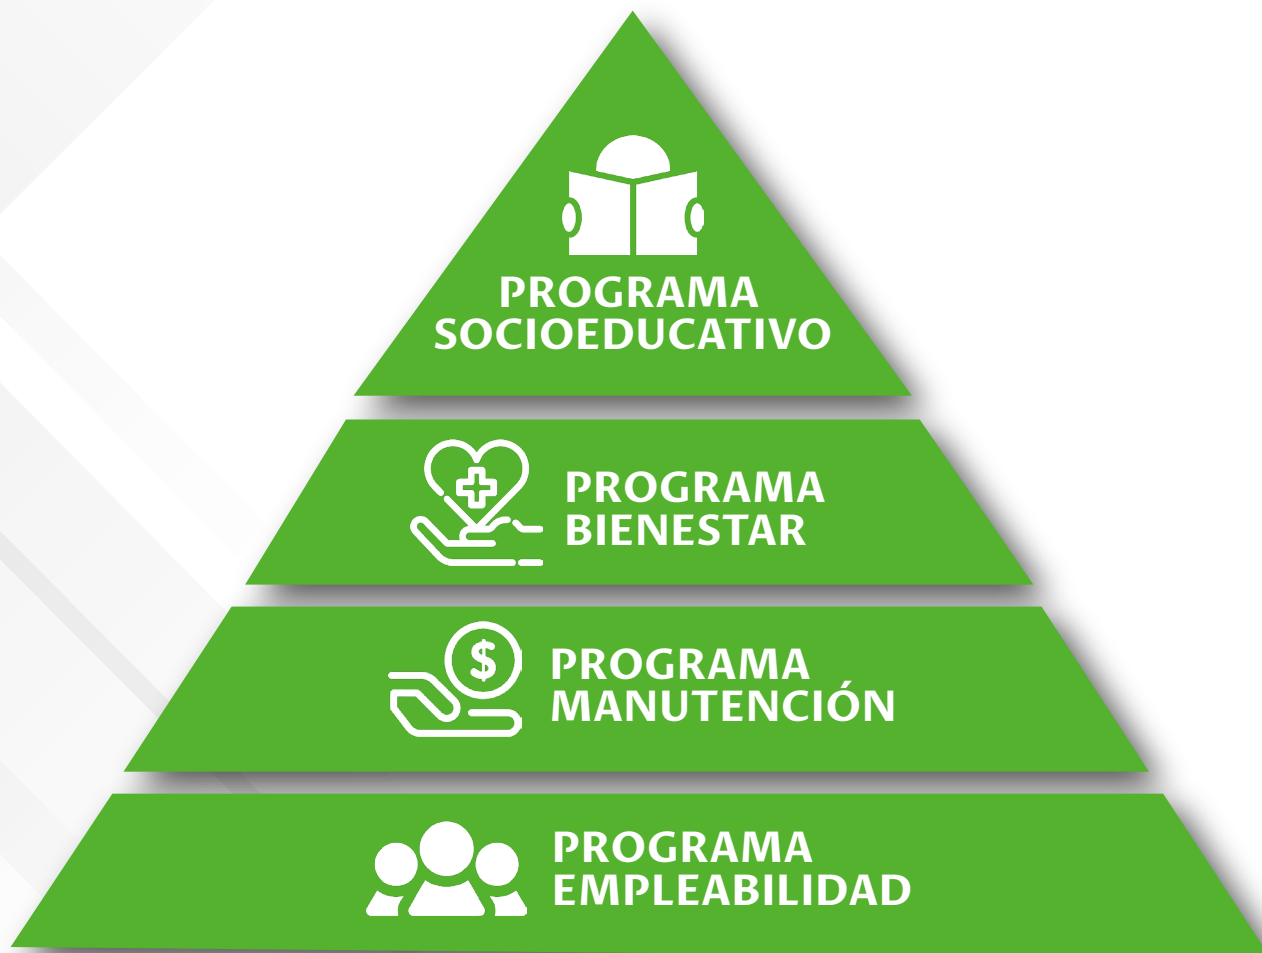 PROGRAMA
SOCIOEDUCATIVO
PROGRAMA
BIENESTAR
$
PROGRAMA
MANUTENCIÓN
PROGRAMA
EMPLEABILIDAD